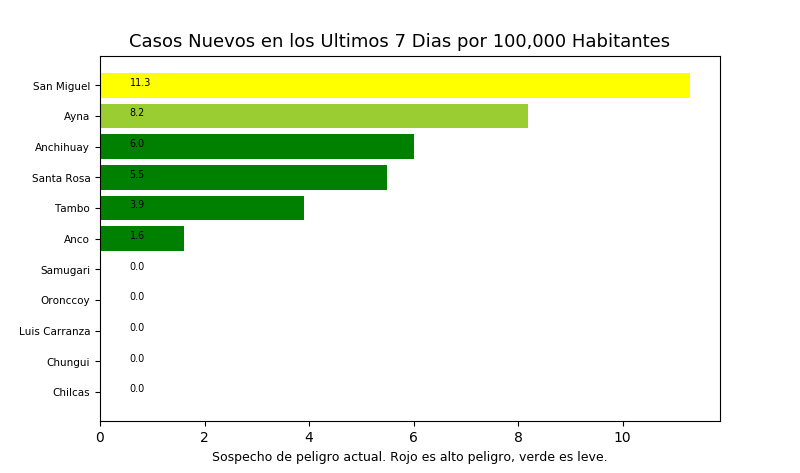 Casos Nuevos en los Ultimos 7 Dias por 100,000 Habitantes
San Miguel 11.3
Ayna 8.2
Anchihuay 6.0
Santa Rosa 5.5
Tambo 3.9
Anco 1.6
Samugari 0.0
Oronccoy 0.0
Luis Carranza 0.0
Chungui 0.0
Chilcas 0.0
0 2 4 6 8 10
Sospecho de peligro actual. Rojo es alto peligro, verde es leve.